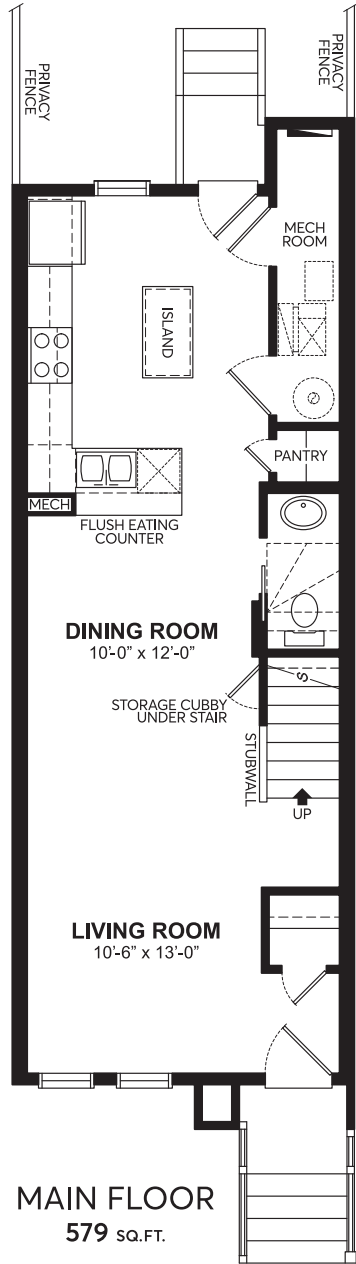 PRIVACY
FENCE
PRIVACY
FENCE
MECH
ROOM
ISLAND
PANTRY
MECH
FLUSH EATING
COUNTER
DINING ROOM
10'-0" x 12'-0"
S
STORAGE CUBBY
UNDER STAIR
STUBWALL
UP
LIVING ROOM
10'-6" x 13'-0"
MAIN FLOOR
579 SQ.FT.